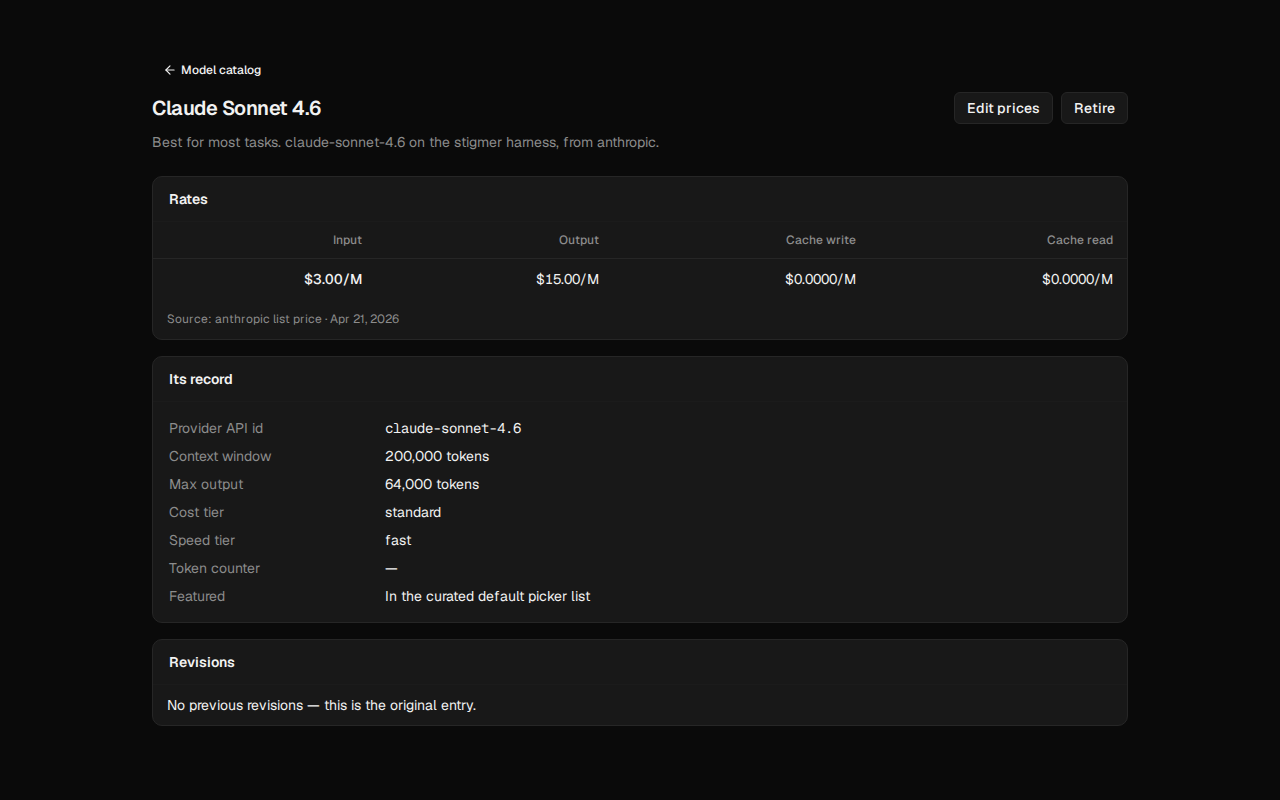 ← Model catalog
Claude Sonnet 4.6
Edit prices
Retire
Best for most tasks. claude-sonnet-4.6 on the stigmer harness, from anthropic.
Rates
Input Output Cache write Cache read
$3.00/M $15.00/M $0.0000/M $0.0000/M
Source: anthropic list price · Apr 21, 2026
Its record
Provider API id claude-sonnet-4.6
Context window 200,000 tokens
Max output 64,000 tokens
Cost tier standard
Speed tier fast
Token counter —
Featured In the curated default picker list
Revisions
No previous revisions — this is the original entry.